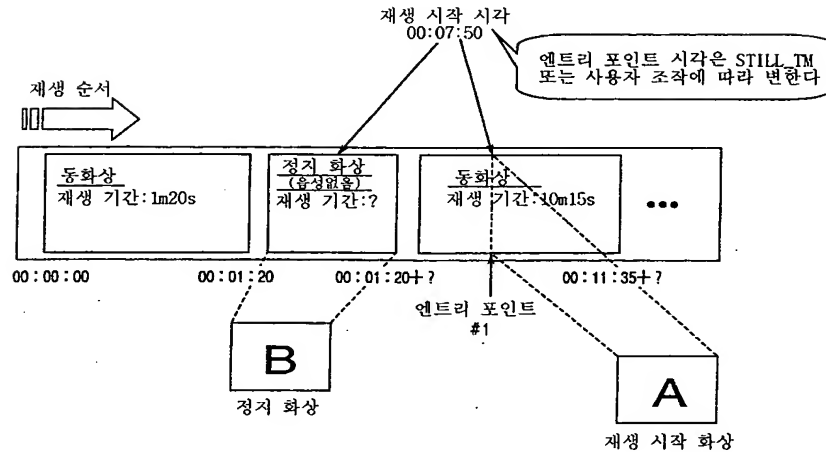 재생 시작 시각
00:07:50
엔트리 포인트 시각은 STILL_TM
또는 사용자 조작에 따라 변한다
재생 순서
동화상
재생 기간:1m20s
정지 화상
(음성없음)
재생 기간:?
동화상
재생 기간:10m15s
•••
00:00:00
00:01:20
00:01:20+?
00:11:35+?
엔트리 포인트
#1
B
정지 화상
A
재생 시작 화상